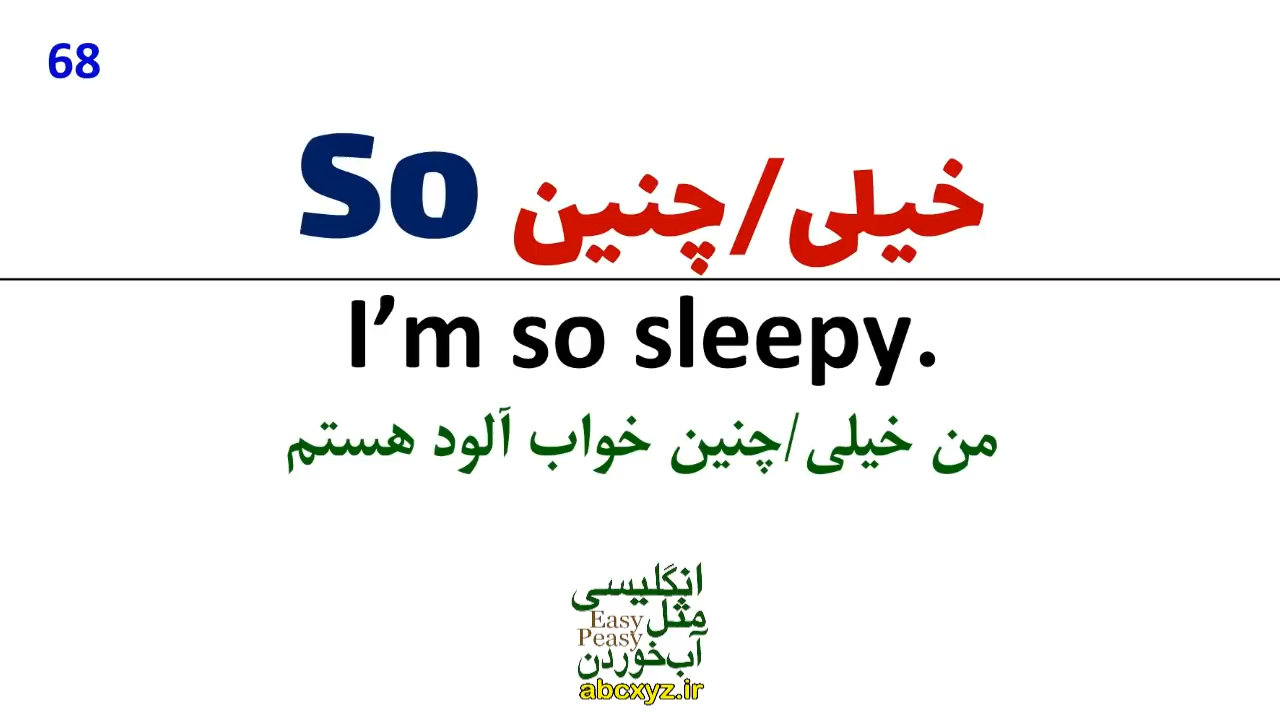 68
So خیلی/چنین
I’m so sleepy.
من خیلی/چنین خواب آلود هستم
انگلیسی
مثل
Easy
Peasy
آب‌خوردن
abcxyz.ir